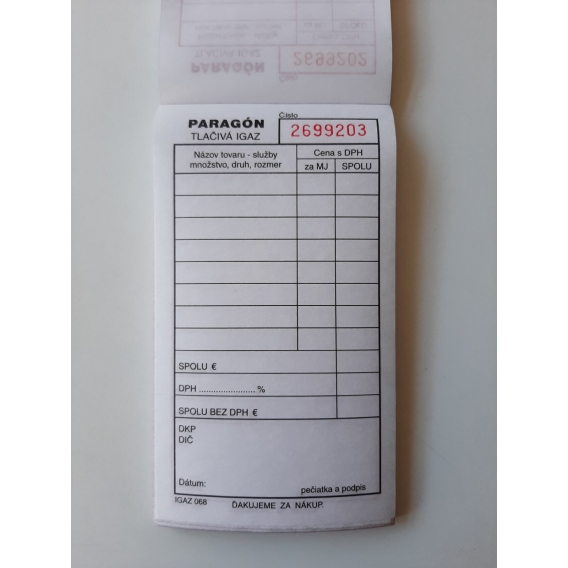 2699202
PARAGÓN
TLAČIVÁ IGAZ
Číslo
2699203
Názov tovaru - služby
množstvo, druh, rozmer
Cena s DPH
za MJ
SPOLU
SPOLU €
DPH ....................... %
SPOLU BEZ DPH €
DKP
DIČ
Dátum:
pečiatka a podpis
IGAZ 068
ĎAKUJEME ZA NÁKUP.